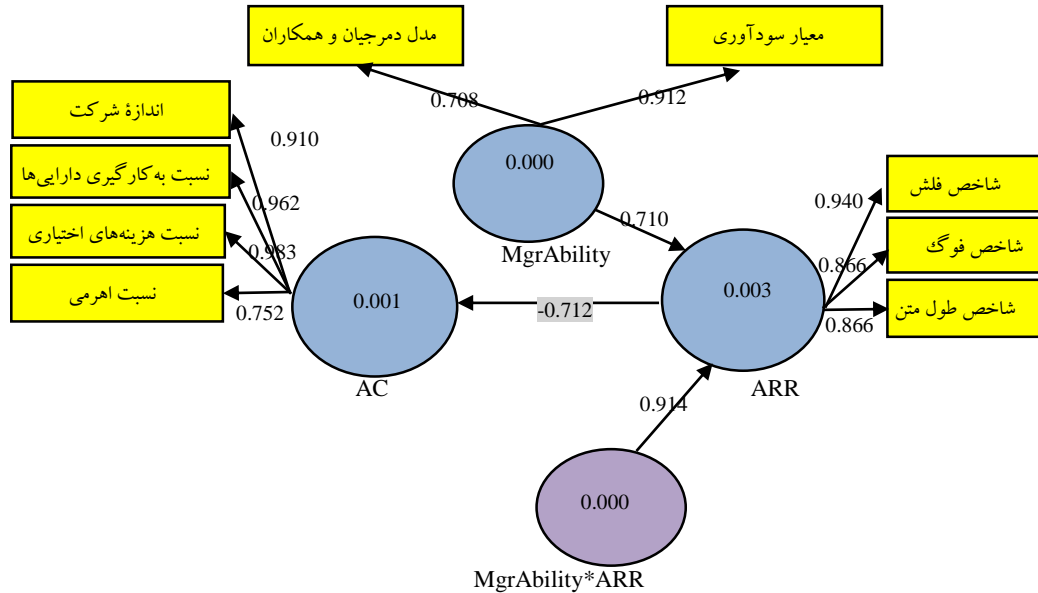 مدل دمرجیان و همکاران
معیار سودآوری
0.708
0.912
اندازۀ شرکت
0.910
نسبت به‌کارگیری دارایی‌ها
0.962
نسبت هزینه‌های اختیاری
0.983
نسبت اهرمی
0.752
0.000
MgrAbility
0.710
شاخص فلش
0.940
شاخص فوگ
0.866
شاخص طول متن
0.866
0.001
AC
-0.712
0.003
ARR
0.914
0.000
MgrAbility*ARR